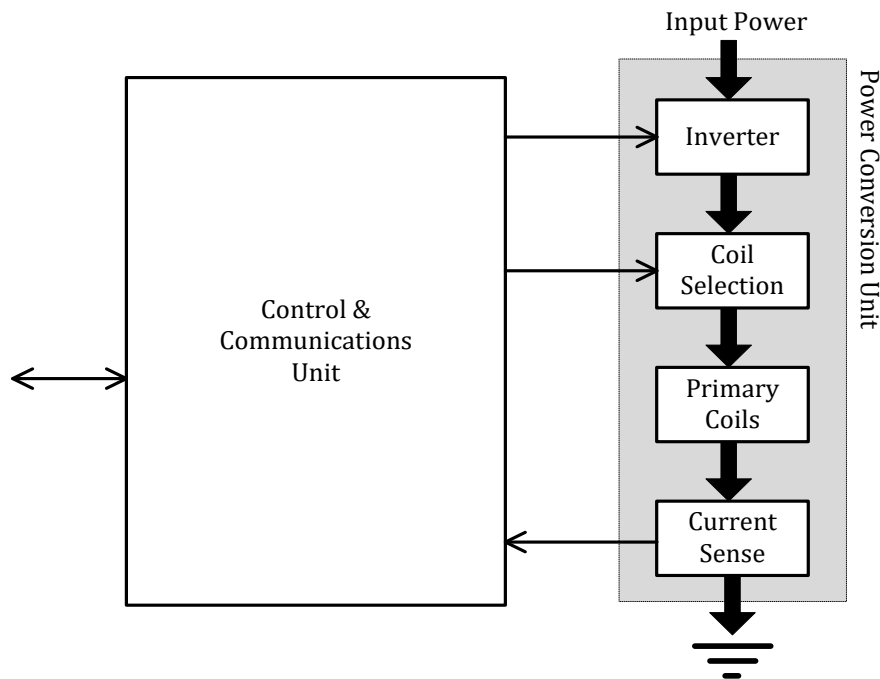 Input Power
Power Conversion Unit
Inverter
Coil
Selection
Control &
Communications
Unit
Primary
Coils
Current
Sense